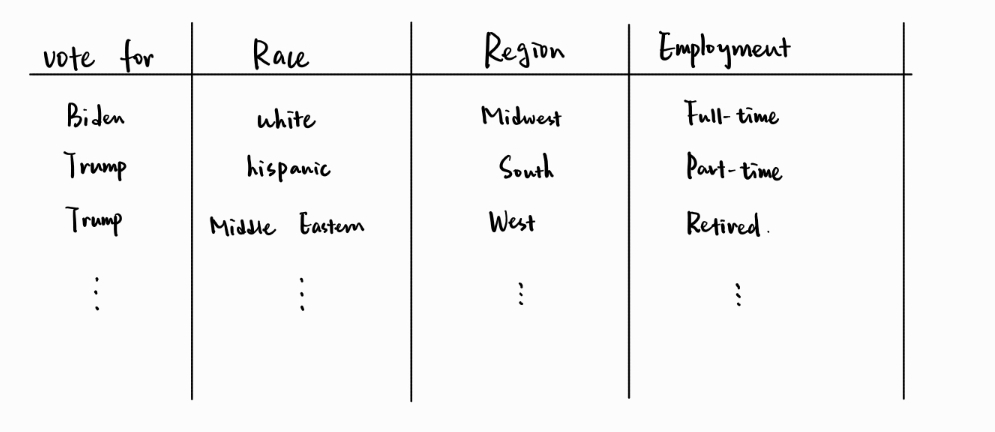 vote for Race Region Employment
Biden white Midwest Full-time
Trump hispanic South Part-time
Trump Middle Eastern West Retired.
⋮ ⋮ ⋮ ⋮